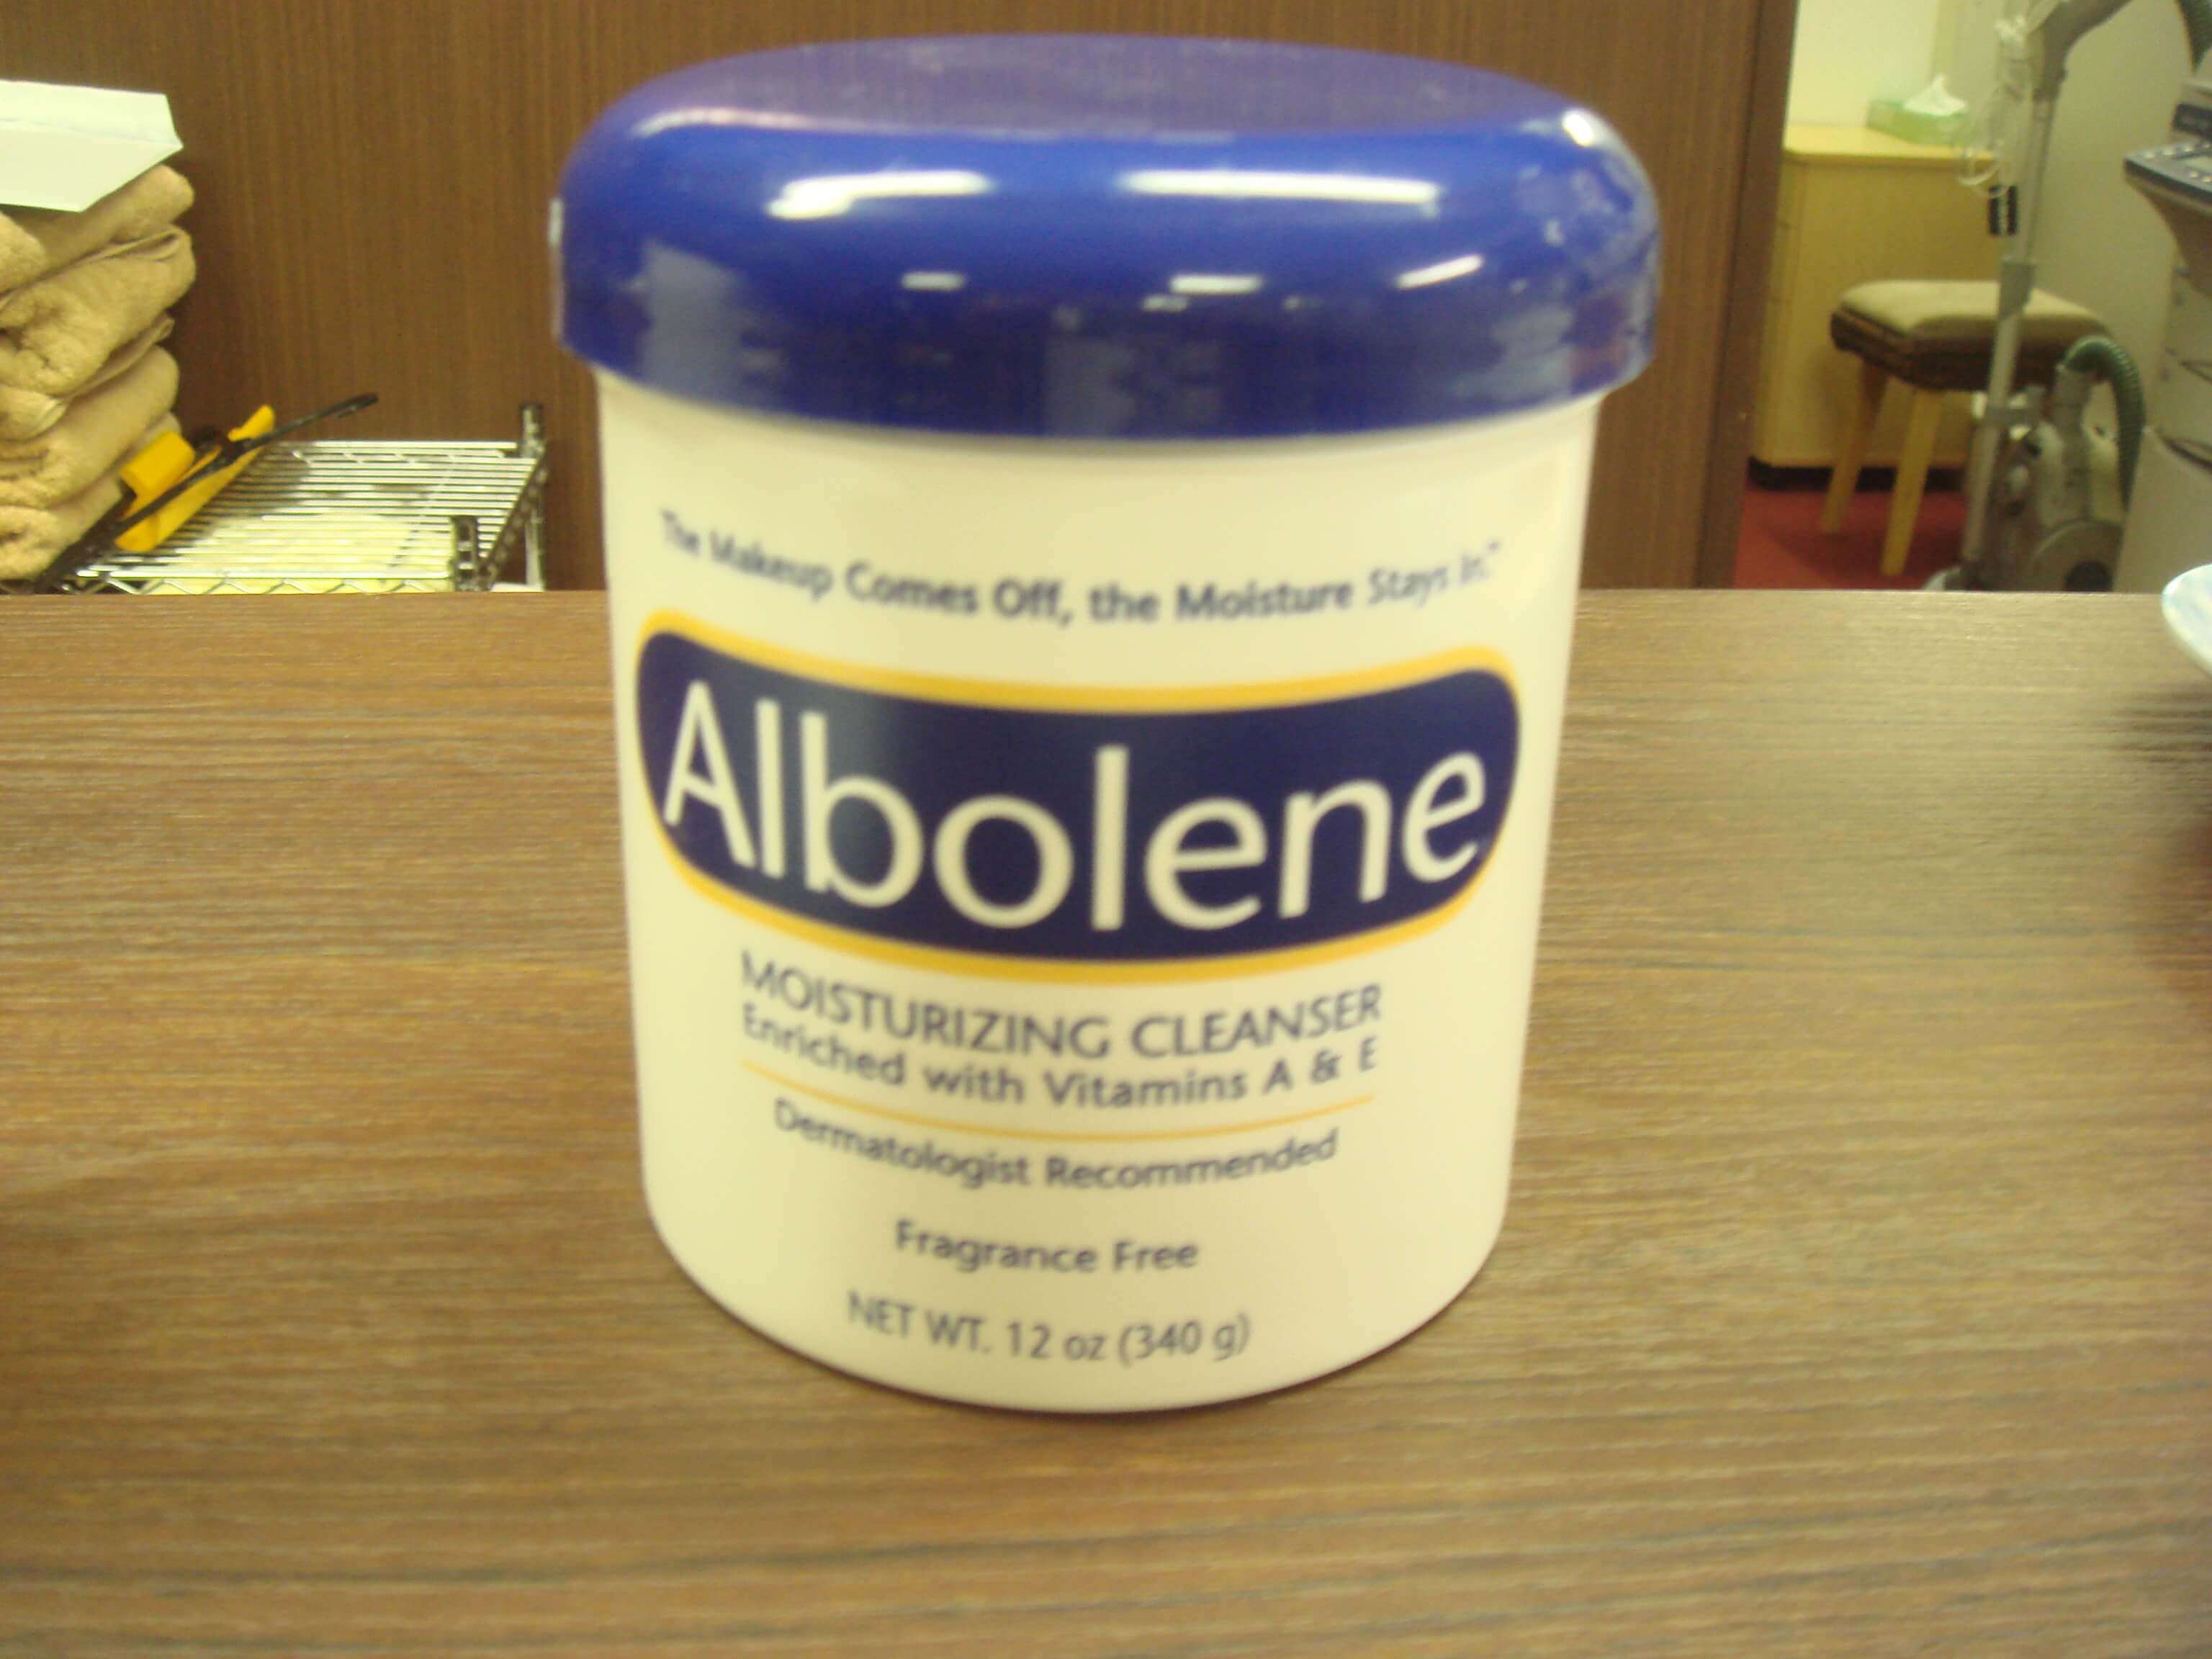 The Makeup Comes Off, the Moisture Stays In.™
Albolene
MOISTURIZING CLEANSER
Enriched with Vitamins A & E
Dermatologist Recommended
Fragrance Free
NET WT. 12 oz (340 g)